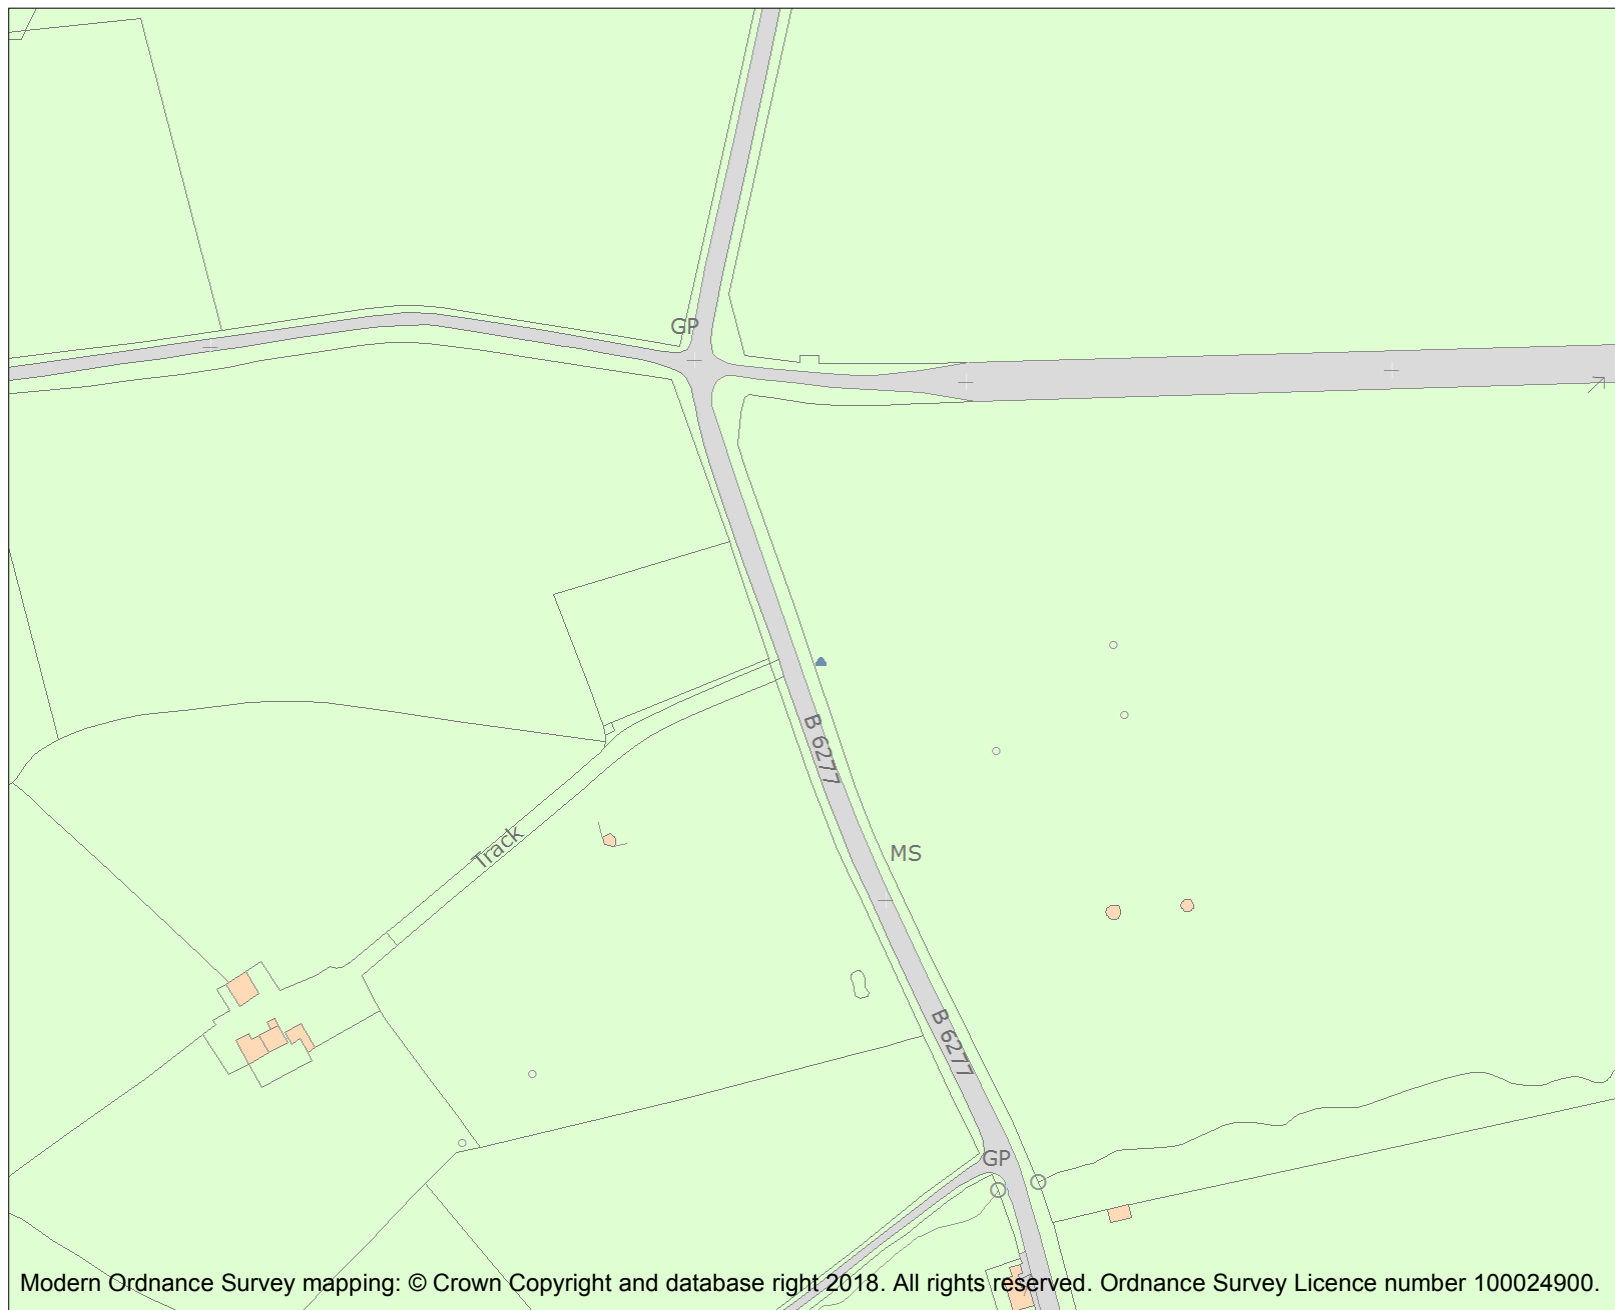 GP
B 6277
Track
MS
B 6277
GP
Modern Ordnance Survey mapping: © Crown Copyright and database right 2018. All rights reserved. Ordnance Survey Licence number 100024900.